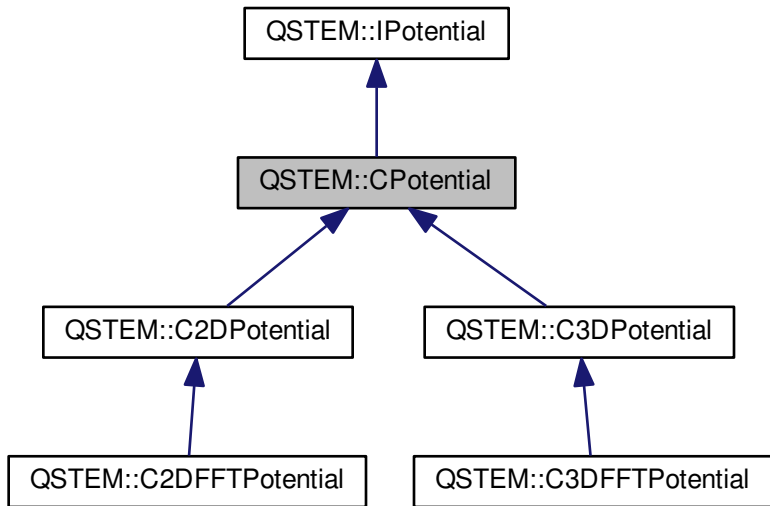 QSTEM::IPotential
QSTEM::CPotential
QSTEM::C2DPotential
QSTEM::C3DPotential
QSTEM::C2DFFTPotential
QSTEM::C3DFFTPotential